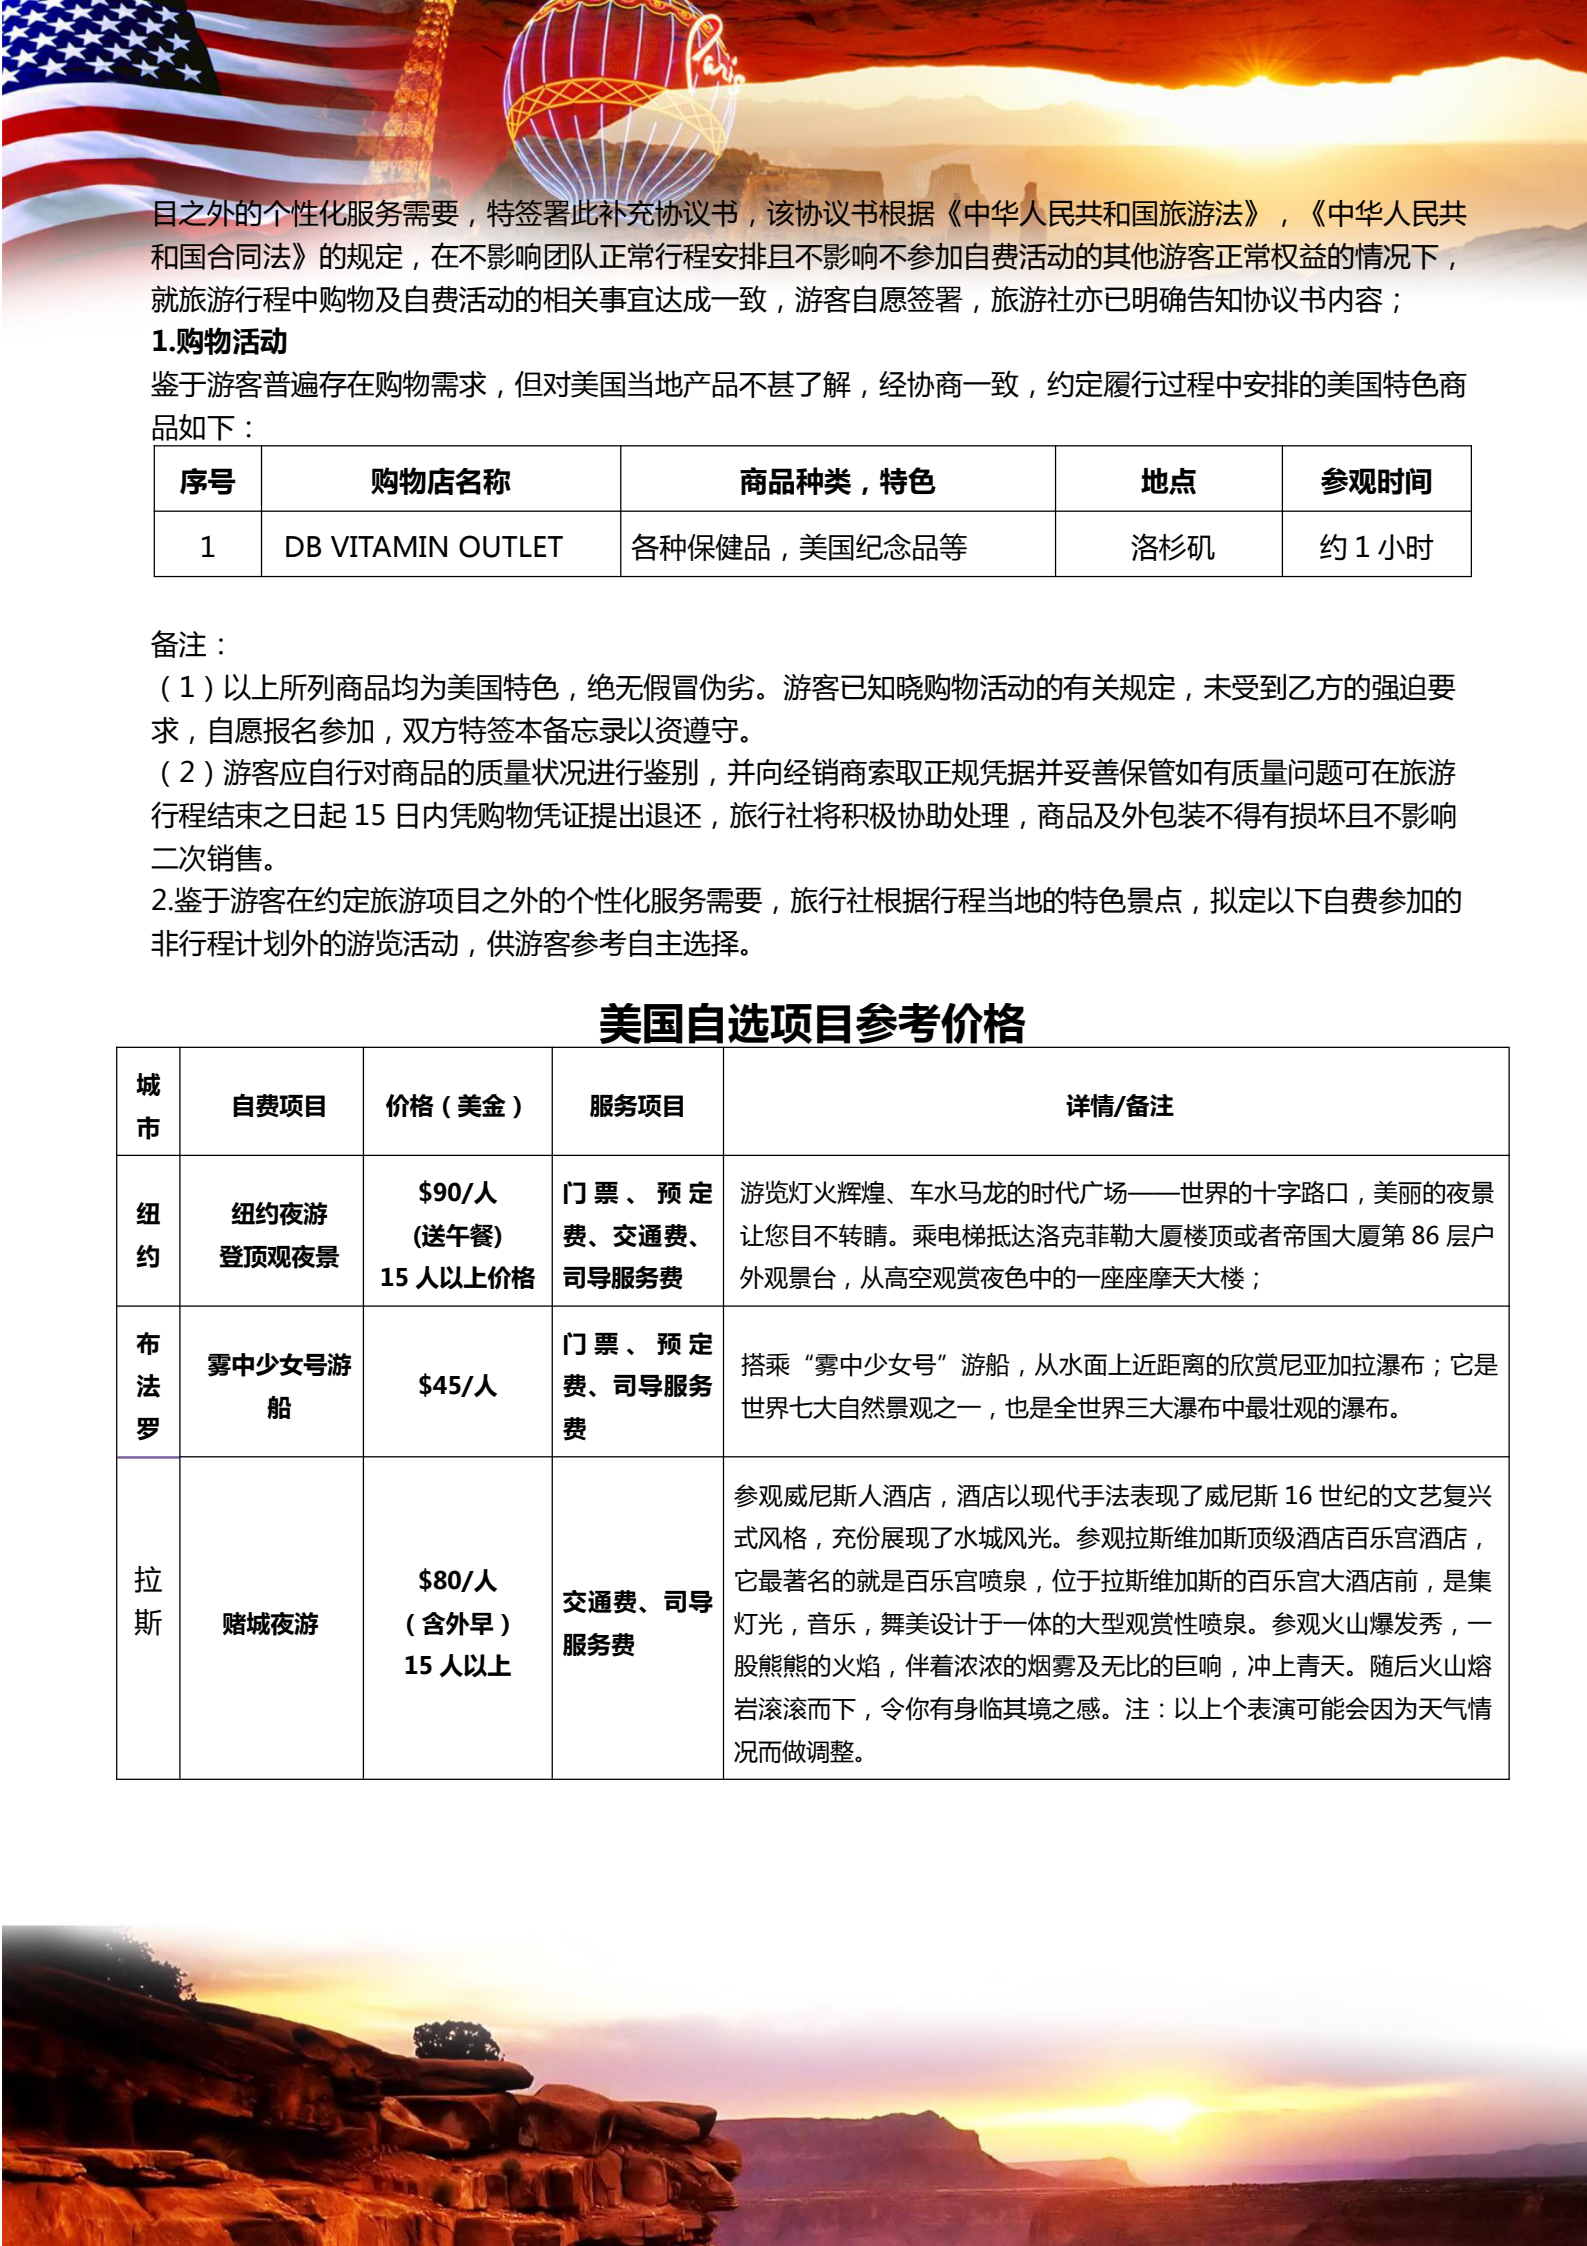 Paris
目之外的个性化服务需要，特签署此补充协议书，该协议书根据《中华人民共和国旅游法》，《中华人民共
和国合同法》的规定，在不影响团队正常行程安排且不影响不参加自费活动的其他游客正常权益的情况下，
就旅游行程中购物及自费活动的相关事宜达成一致，游客自愿签署，旅游社亦已明确告知协议书内容；
1.购物活动
鉴于游客普遍存在购物需求，但对美国当地产品不甚了解，经协商一致，约定履行过程中安排的美国特色商
品如下：
序号 购物店名称 商品种类，特色 地点 参观时间
1 DB VITAMIN OUTLET 各种保健品，美国纪念品等 洛杉矶 约 1 小时
备注：
（1）以上所列商品均为美国特色，绝无假冒伪劣。游客已知晓购物活动的有关规定，未受到乙方的强迫要
求，自愿报名参加，双方特签本备忘录以资遵守。
（2）游客应自行对商品的质量状况进行鉴别，并向经销商索取正规凭据并妥善保管如有质量问题可在旅游
行程结束之日起 15 日内凭购物凭证提出退还，旅行社将积极协助处理，商品及外包装不得有损坏且不影响
二次销售。
2.鉴于游客在约定旅游项目之外的个性化服务需要，旅行社根据行程当地的特色景点，拟定以下自费参加的
非行程计划外的游览活动，供游客参考自主选择。
美国自选项目参考价格
城
市
自费项目
价格（美金）
服务项目
详情/备注
纽
约
纽约夜游
登顶观夜景
$90/人
(送午餐)
15 人以上价格
门票、预定
费、交通费、
司导服务费
游览灯火辉煌、车水马龙的时代广场——世界的十字路口，美丽的夜景
让您目不转睛。乘电梯抵达洛克菲勒大厦楼顶或者帝国大厦第 86 层户
外观景台，从高空观赏夜色中的一座座摩天大楼；
布
法
罗
雾中少女号游
船
$45/人
门票、预定
费、司导服务
费
搭乘“雾中少女号”游船，从水面上近距离的欣赏尼亚加拉瀑布；它是
世界七大自然景观之一，也是全世界三大瀑布中最壮观的瀑布。
拉
斯
赌城夜游
$80/人
（含外早）
15 人以上
交通费、司导
服务费
参观威尼斯人酒店，酒店以现代手法表现了威尼斯 16 世纪的文艺复兴
式风格，充份展现了水城风光。参观拉斯维加斯顶级酒店百乐宫酒店，
它最著名的就是百乐宫喷泉，位于拉斯维加斯的百乐宫大酒店前，是集
灯光，音乐，舞美设计于一体的大型观赏性喷泉。参观火山爆发秀，一
股熊熊的火焰，伴着浓浓的烟雾及无比的巨响，冲上青天。随后火山熔
岩滚滚而下，令你有身临其境之感。注：以上个表演可能会因为天气情
况而做调整。